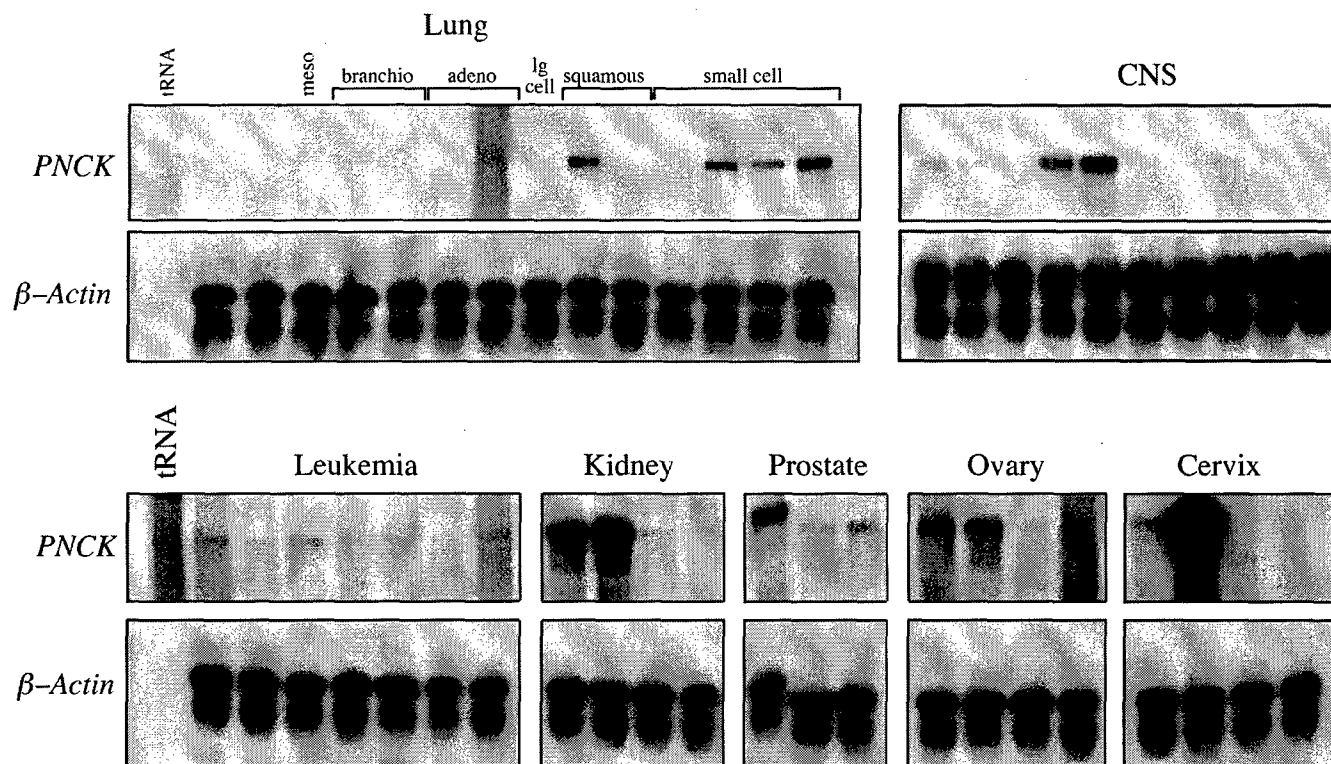 Lung
tRNA
meso
branchio
adeno
lg cell
squamous
small cell
CNS
PNCK
β–Actin
tRNA
Leukemia
Kidney
Prostate
Ovary
Cervix
PNCK
β–Actin